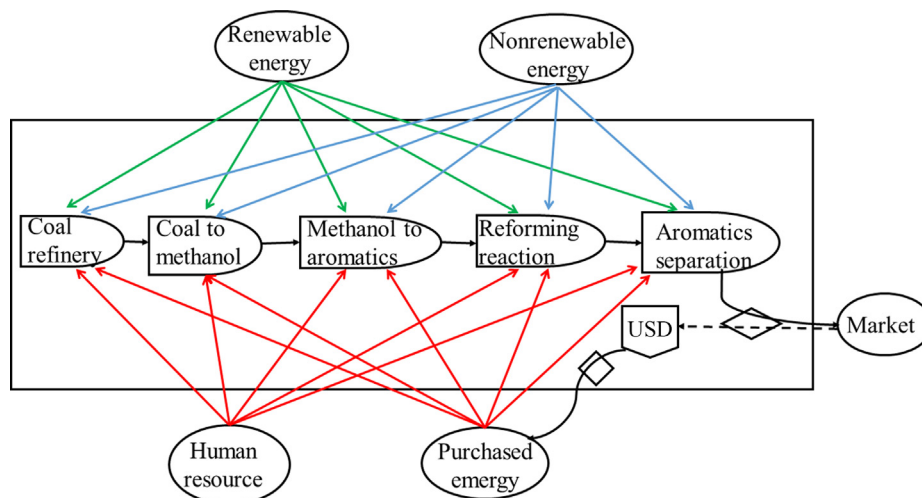 Renewable
energy
Nonrenewable
energy
Coal
refinery
Coal to
methanol
Methanol to
aromatics
Reforming
reaction
Aromatics
separation
USD
Market
Human
resource
Purchased
emergy